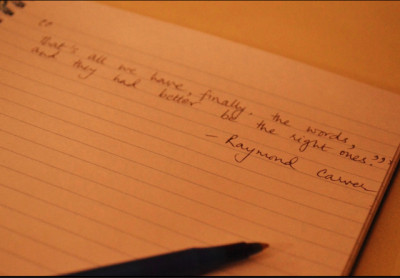 "
That's all we have, finally. the words,
and they had better be the right ones."
- Raymond Carver